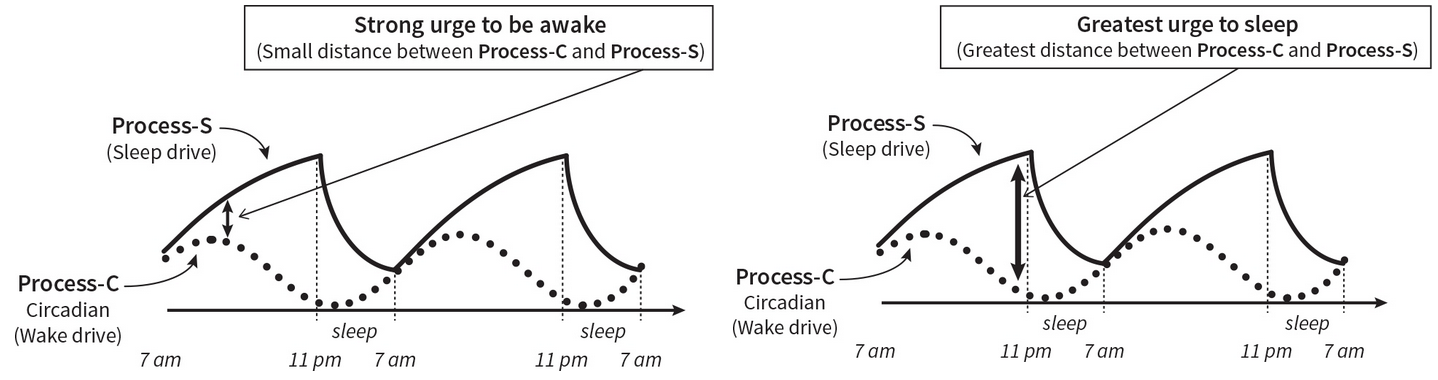 Strong urge to be awake
(Small distance between Process-C and Process-S)
Process-S
(Sleep drive)
Process-C
Circadian
(Wake drive)
sleep
sleep
7 am
11 pm
7 am
11 pm
7 am
Greatest urge to sleep
(Greatest distance between Process-C and Process-S)
Process-S
(Sleep drive)
Process-C
Circadian
(Wake drive)
sleep
sleep
7 am
11 pm
7 am
11 pm
7 am